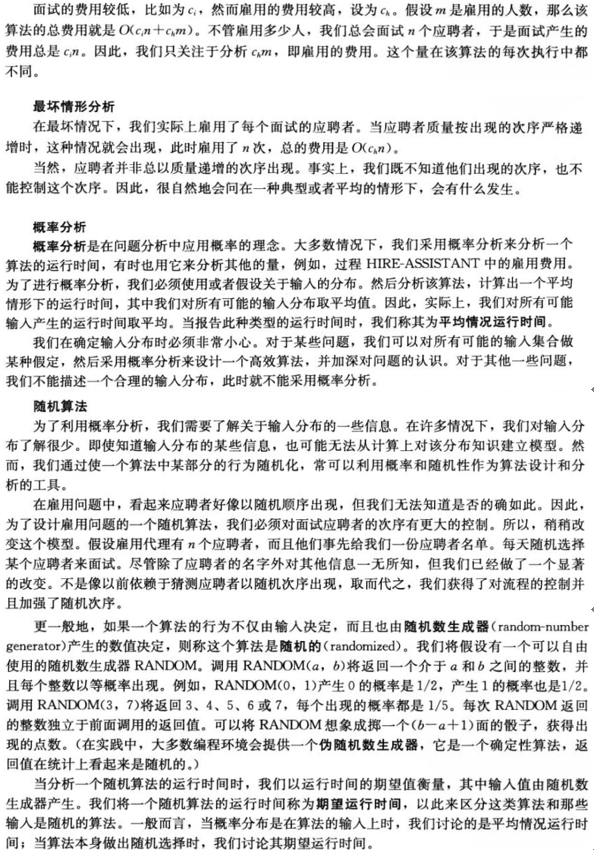 面试的费用较低，比如为cᵢ，然而雇用的费用较高，设为cₕ。假设m是雇用的人数，那么该
算法的总费用就是O(cᵢn+cₕm)。不管雇用多少人，我们总会面试n个应聘者，于是面试产生的
费用总是cᵢn。因此，我们只关注于分析cₕm，即雇用的费用。这个量在该算法的每次执行中都
不同。
最坏情形分析
在最坏情况下，我们实际上雇用了每个面试的应聘者。当应聘者质量按出现的次序严格递
增时，这种情况就会出现，此时雇用了n次，总的费用是O(cₕn)。
当然，应聘者并非总以质量递增的次序出现。事实上，我们既不知道他们出现的次序，也不
能控制这个次序。因此，很自然地会问在一种典型或者平均的情形下，会有什么发生。
概率分析
概率分析是在问题分析中应用概率的理念。大多数情况下，我们采用概率分析来分析一个
算法的运行时间，有时也用它来分析其他的量，例如，过程 HIRE-ASSISTANT 中的雇用费用。
为了进行概率分析，我们必须使用或者假设关于输入的分布。然后分析该算法，计算出一个平均
情形下的运行时间，其中我们对所有可能的输入分布取平均值。因此，实际上，我们对所有可能
输入产生的运行时间取平均。当报告此种类型的运行时间时，我们称其为平均情况运行时间。
我们在确定输入分布时必须非常小心。对于某些问题，我们可以对所有可能的输入集合做
某种假定，然后采用概率分析来设计一个高效算法，并加深对问题的认识。对于其他一些问题，
我们不能描述一个合理的输入分布，此时就不能采用概率分析。
随机算法
为了利用概率分析，我们需要了解关于输入分布的一些信息。在许多情况下，我们对输入分
布了解很少。即使知道输入分布的某些信息，也可能无法从计算上对该分布知识建立模型。然
而，我们通过使一个算法中某部分的行为随机化，常可以利用概率和随机性作为算法设计和分
析的工具。
在雇用问题中，看起来应聘者好像以随机顺序出现，但我们无法知道是否的确如此。因此，
为了设计雇用问题的一个随机算法，我们必须对面试应聘者的次序有更大的控制。所以，稍稍改
变这个模型。假设雇用代理有n个应聘者，而且他们事先给我们一份应聘者名单。每天随机选择
某个应聘者来面试。尽管除了应聘者的名字外对其他信息一无所知，但我们已经做了一个显著
的改变。不是像以前依赖于猜测应聘者以随机次序出现，取而代之，我们获得了对流程的控制并
且加强了随机次序。
更一般地，如果一个算法的行为不仅由输入决定，而且也由随机数生成器(random-number
generator)产生的数值决定，则称这个算法是随机的(randomized)。我们将假设有一个可以自由
使用的随机数生成器 RANDOM。调用 RANDOM(a，b)将返回一个介于a和b之间的整数，并
且每个整数以等概率出现。例如，RANDOM(0，1)产生0的概率是1/2，产生1的概率也是1/2。
调用 RANDOM(3，7)将返回3、4、5、6或7，每个出现的概率都是1/5。每次 RANDOM 返回
的整数独立于前面调用的返回值。可以将 RANDOM 想象成掷一个(b-a+1)面的骰子，获得出
现的点数。(在实践中，大多数编程环境会提供一个伪随机数生成器，它是一个确定性算法，返
回值在统计上看起来是随机的。)
当分析一个随机算法的运行时间时，我们以运行时间的期望值衡量，其中输入值由随机数
生成器产生。我们将一个随机算法的运行时间称为期望运行时间，以此来区分这类算法和那些
输入是随机的算法。一般而言，当概率分布是在算法的输入上时，我们讨论的是平均情况运行时
间；当算法本身做出随机选择时，我们讨论其期望运行时间。